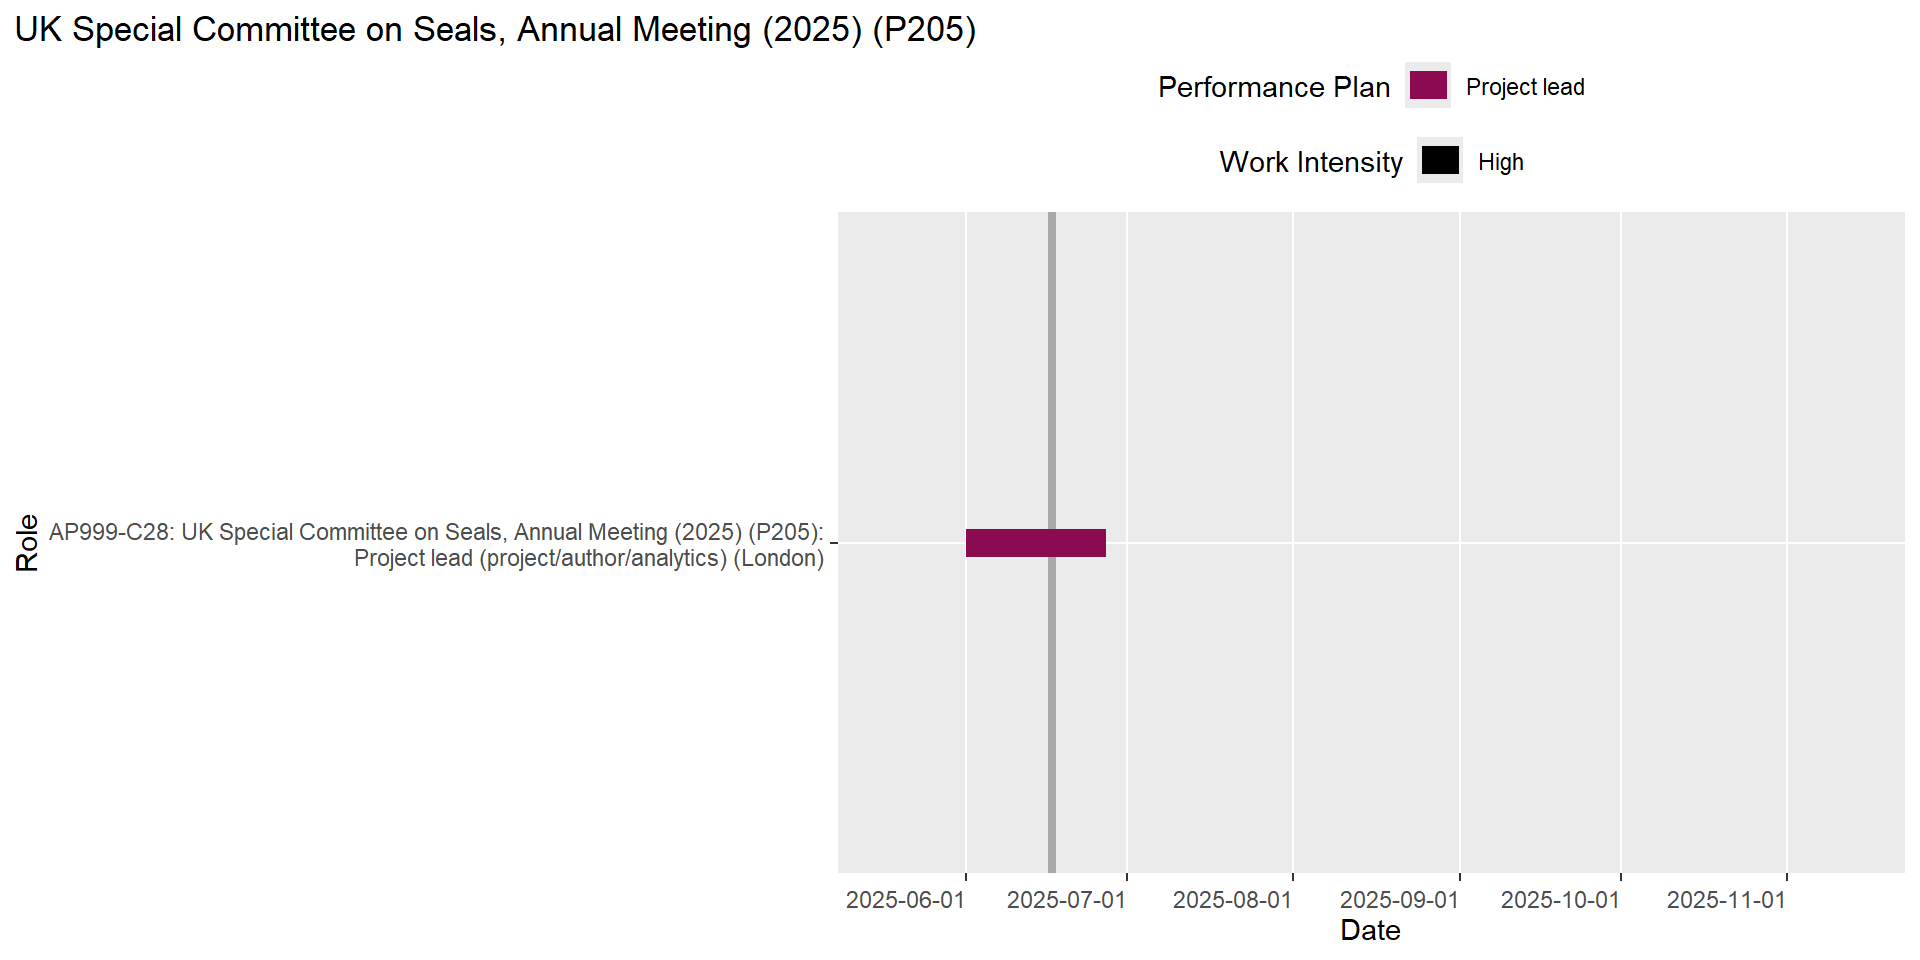 UK Special Committee on Seals, Annual Meeting (2025) (P205)
Performance Plan Project lead
Work Intensity High
Role
AP999-C28: UK Special Committee on Seals, Annual Meeting (2025) (P205):
Project lead (project/author/analytics) (London)
2025-06-01 2025-07-01 2025-08-01 2025-09-01 2025-10-01 2025-11-01
Date